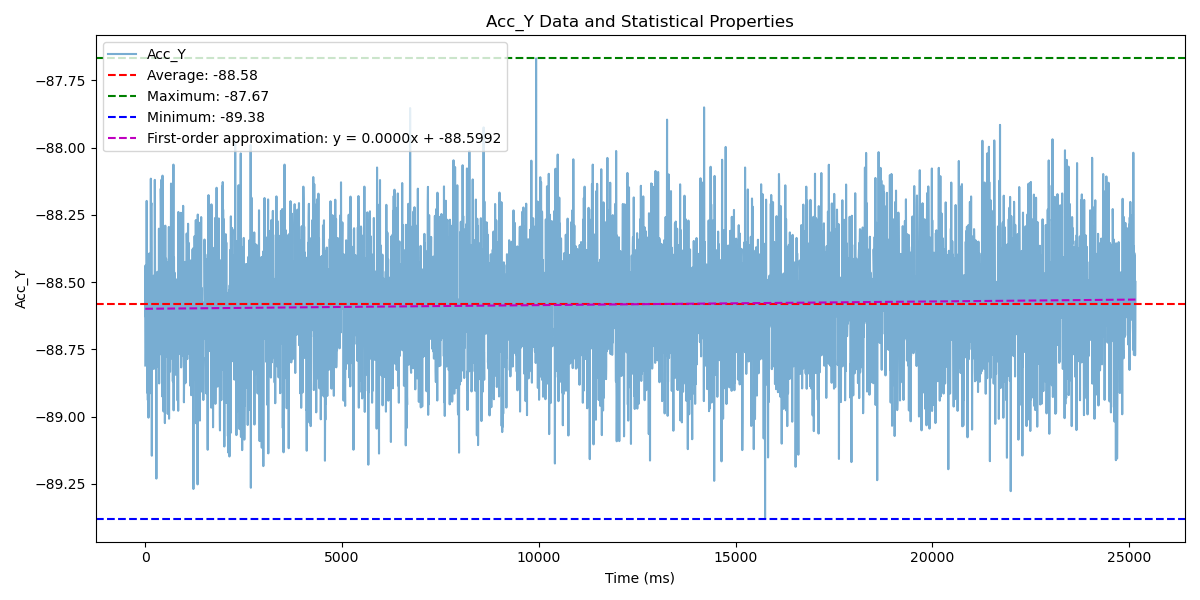 Acc_Y Data and Statistical Properties
Acc_Y
Average: -88.58
Maximum: -87.67
Minimum: -89.38
First-order approximation: y = 0.0000x + -88.5992
−87.75
−88.00
−88.25
−88.50
−88.75
−89.00
−89.25
Acc_Y
0
5000
10000
15000
20000
25000
Time (ms)